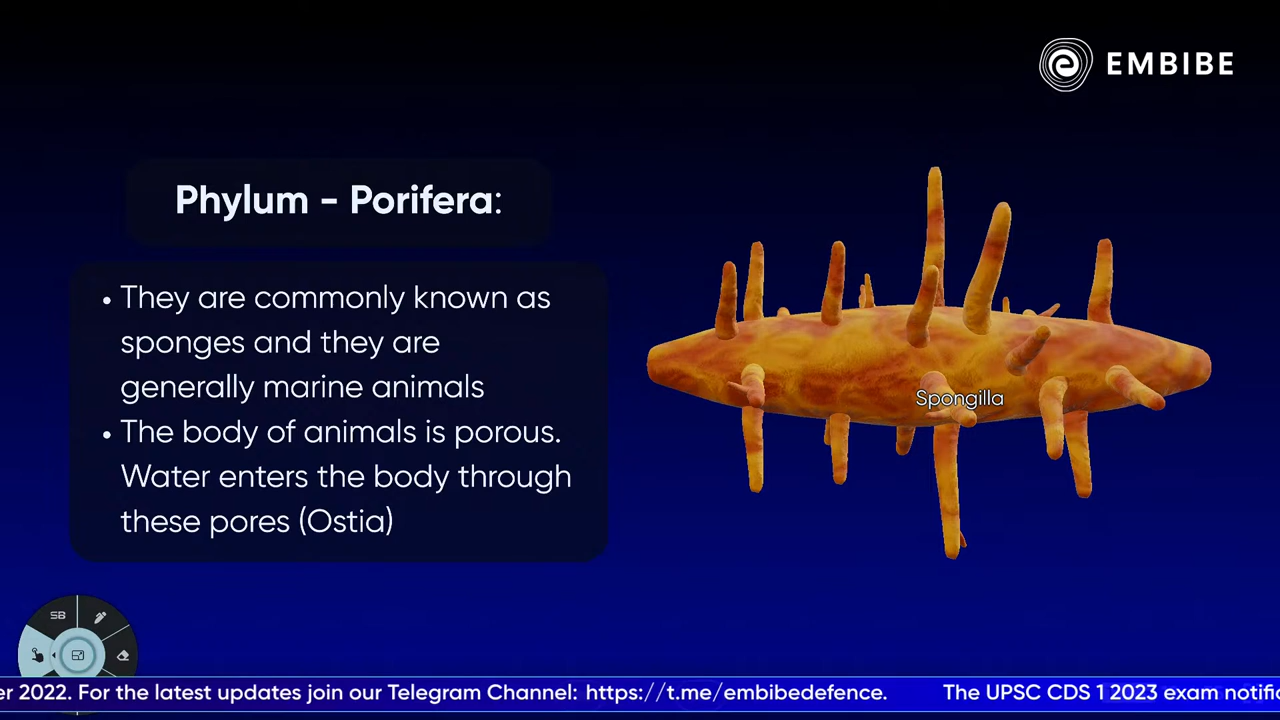 EMBIBE
Phylum - Porifera:
• They are commonly known as
sponges and they are
generally marine animals
• The body of animals is porous.
Water enters the body through
these pores (Ostia)
Spongilla
SB
er 2022. For the latest updates join our Telegram Channel: https://t.me/embibedefence. The UPSC CDS 1 2023 exam notific